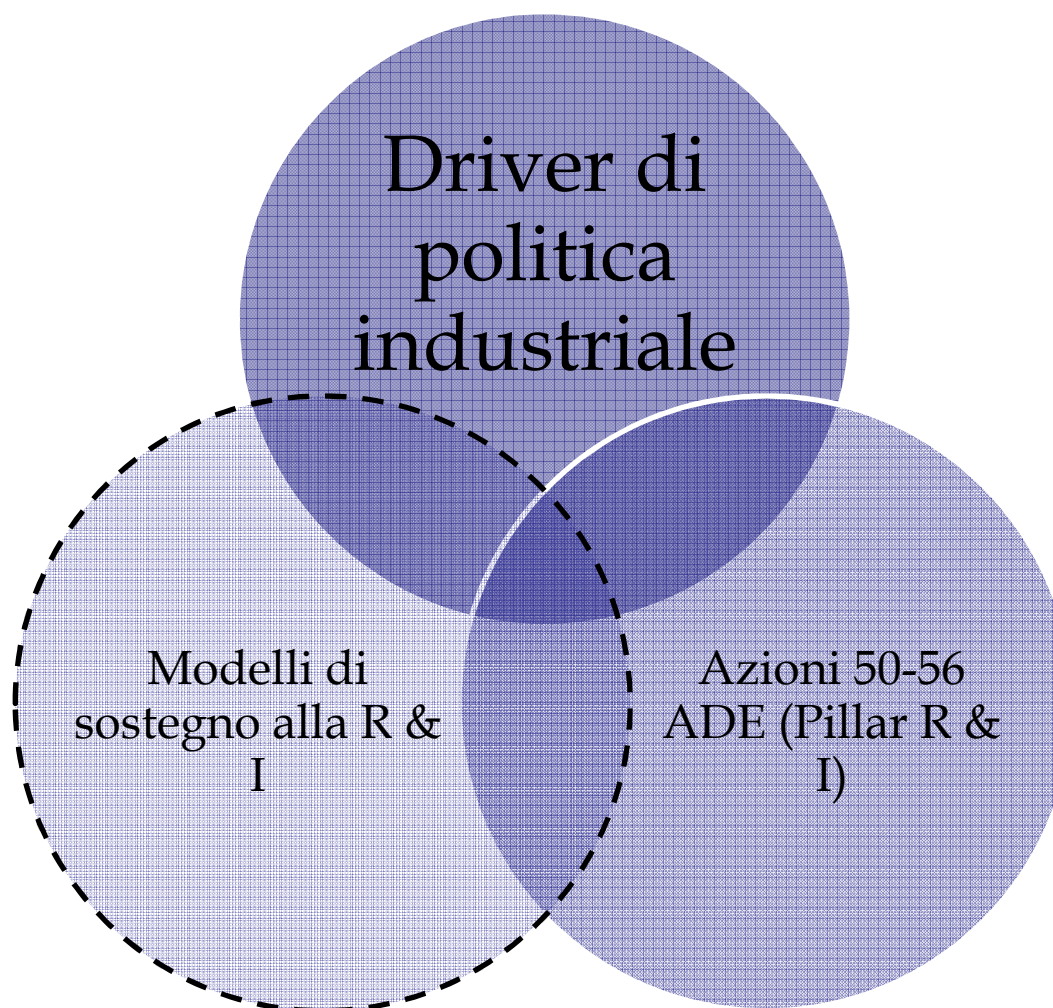 Driver di
politica
industriale
Modelli di
sostegno alla R &
I
Azioni 50-56
ADE (Pillar R &
I)